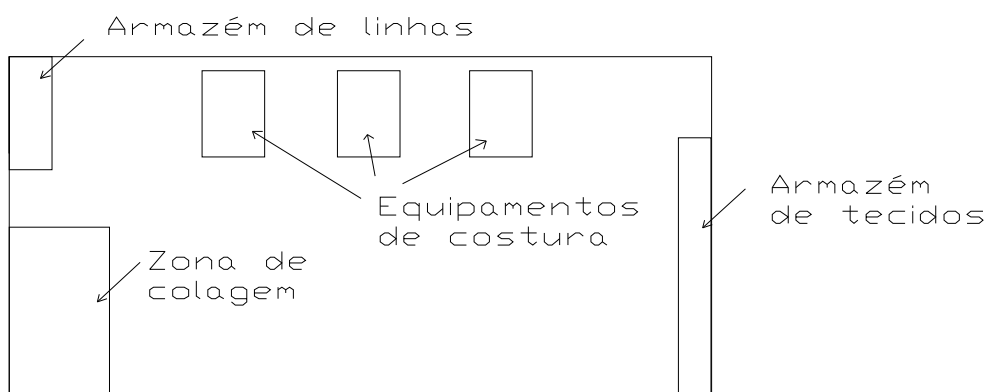 Armazém de linhas
Equipamentos
de costura
Armazém
de tecidos
Zona de
colagem